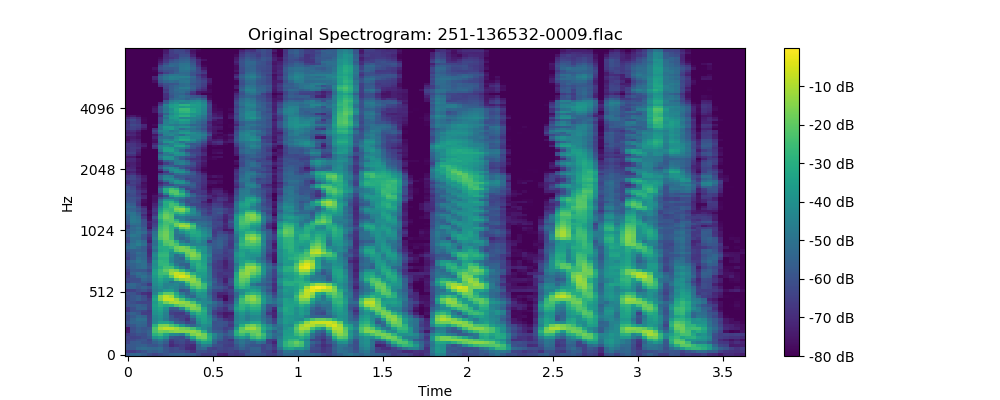 Original Spectrogram: 251-136532-0009.flac
Hz
4096
2048
1024
512
0
0
0.5
1
1.5
2
2.5
3
3.5
Time
-10 dB
-20 dB
-30 dB
-40 dB
-50 dB
-60 dB
-70 dB
-80 dB